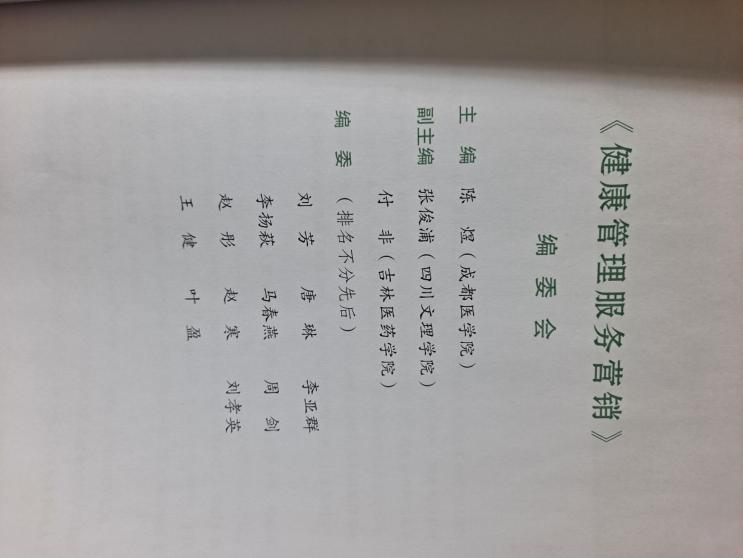 《健康管理服务营销》
编委会
主 编 陈 煜(成都医学院)
副主编 张俊浦(四川文理学院)
付 非(吉林医药学院)
编 委 (排名不分先后)
刘 芳 唐 琳 李亚群
李扬萩 马春燕 周 剑
赵 彤 赵 寒 刘孝英
王 健 叶 盈